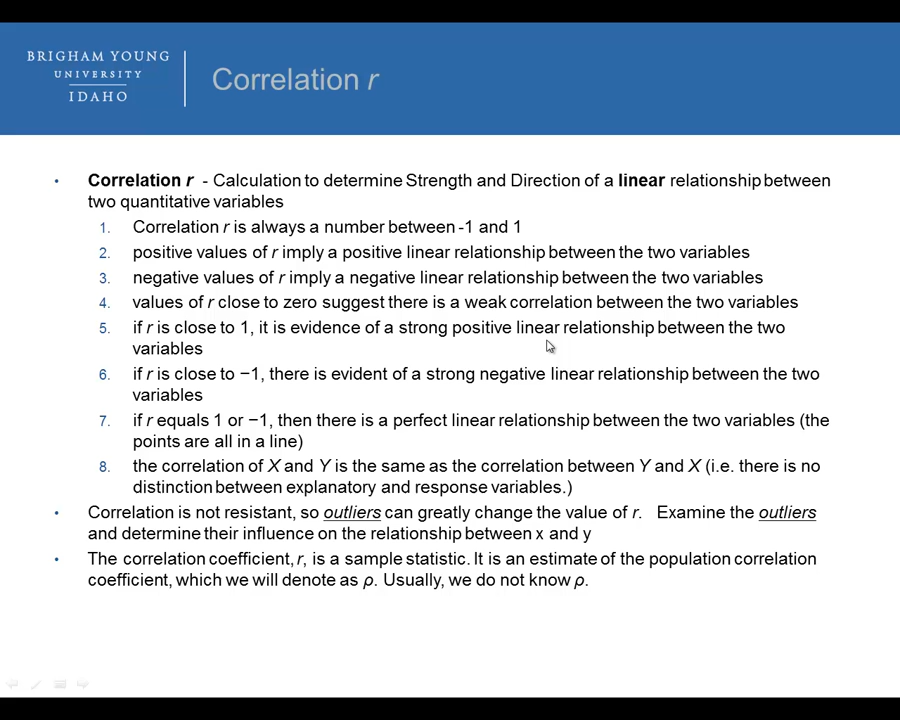 BRIGHAM YOUNG
UNIVERSITY
IDAHO
Correlation r
• Correlation r - Calculation to determine Strength and Direction of a linear relationship between
two quantitative variables
1. Correlation r is always a number between -1 and 1
2. positive values of r imply a positive linear relationship between the two variables
3. negative values of r imply a negative linear relationship between the two variables
4. values of r close to zero suggest there is a weak correlation between the two variables
5. if r is close to 1, it is evidence of a strong positive linear relationship between the two
variables
6. if r is close to −1, there is evident of a strong negative linear relationship between the two
variables
7. if r equals 1 or −1, then there is a perfect linear relationship between the two variables (the
points are all in a line)
8. the correlation of X and Y is the same as the correlation between Y and X (i.e. there is no
distinction between explanatory and response variables.)
• Correlation is not resistant, so outliers can greatly change the value of r. Examine the outliers
and determine their influence on the relationship between x and y
• The correlation coefficient, r, is a sample statistic. It is an estimate of the population correlation
coefficient, which we will denote as ρ. Usually, we do not know ρ.